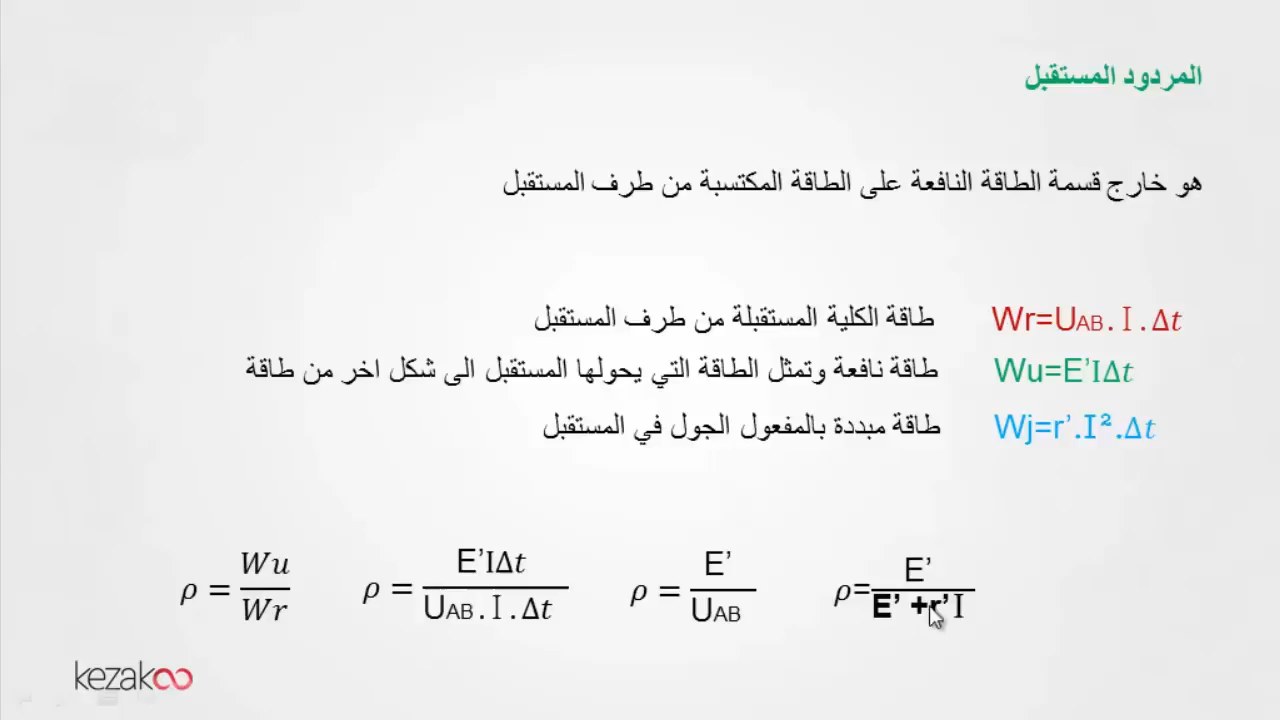 المردود المستقبل
هو خارج قسمة الطاقة النافعة على الطاقة المكتسبة من طرف المستقبل
Wr=UAB.I.Δt طاقة الكلية المستقبلة من طرف المستقبل
Wu=E’IΔt طاقة نافعة وتمثل الطاقة التي يحولها المستقبل الى شكل اخر من طاقة
Wj=r’.I².Δt طاقة مبددة بالمفعول الجول في المستقبل
ρ = Wu/Wr ρ = E’IΔt/UAB.I.Δt ρ = E’/UAB ρ= E’/E’ +r’I
kezakoo